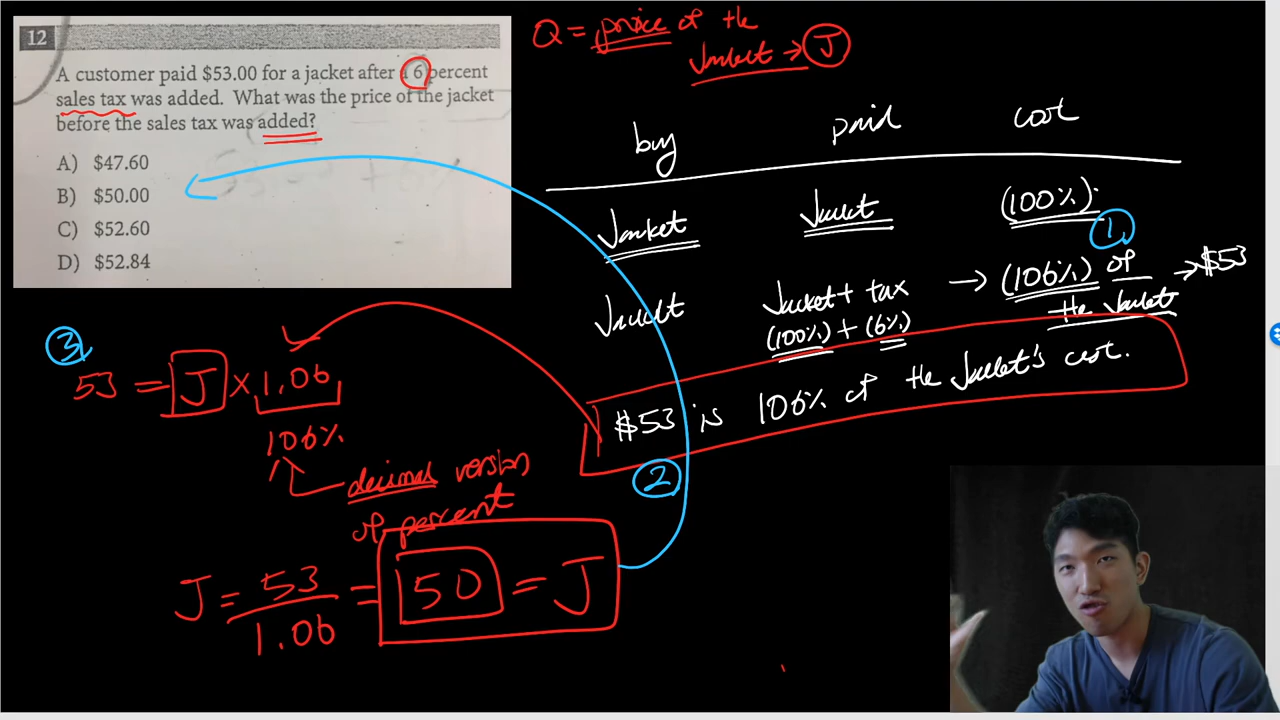 12
A customer paid $53.00 for a jacket after a 6 percent
sales tax was added. What was the price of the jacket
before the sales tax was added?
A) $47.60
B) $50.00
C) $52.60
D) $52.84
Q = price of the
Jacket → J
buy paid cost
Jacket Jacket (100%)
1.
Jacket Jacket + tax → (106%) of → $53
(100%) + (6%) the Jacket
$53 is 106% of the Jacket's cost.
2
3
53 = J × 1.06
106%
decimal version
of percent
J = 53 / 1.06 = 50 = J